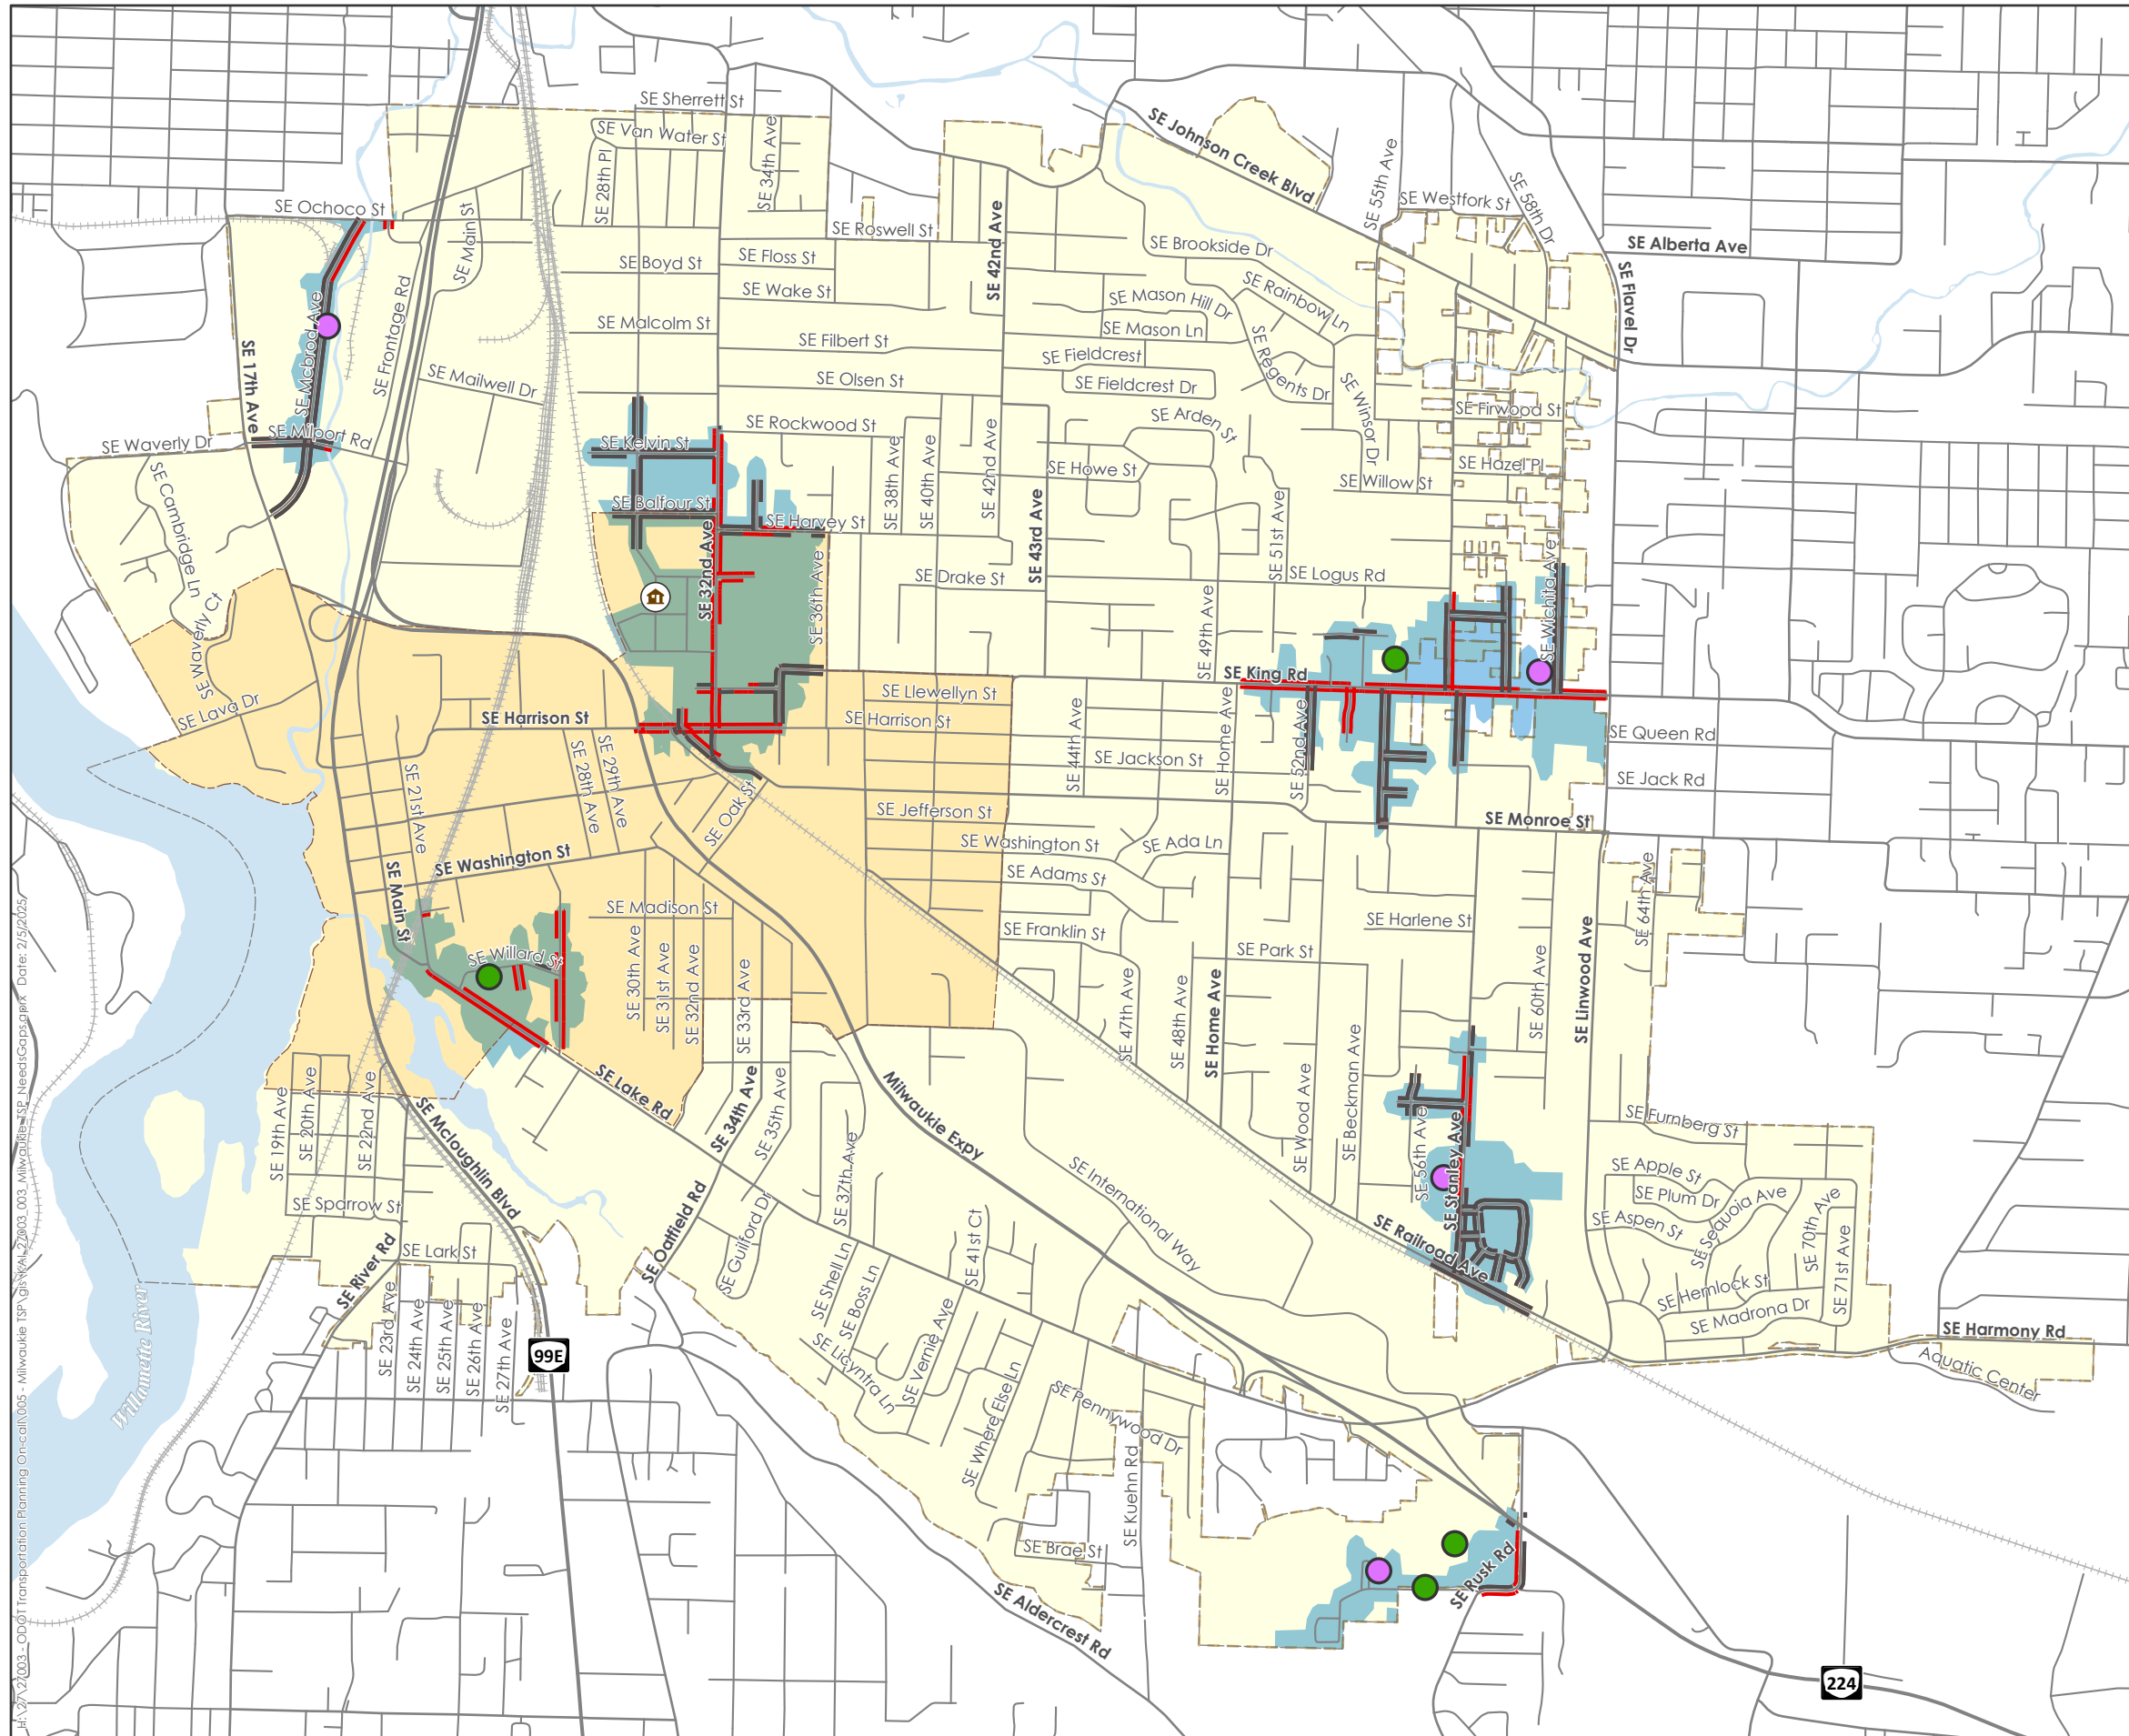 SE Sherrett St
SE Van Water St
SE 28th Pl
SE 34th Ave
SE Johnson Creek Blvd
SE 55th Ave
SE Westfork St
SE 58th Dr
SE Ochoco St
SE Main St
SE Roswell St
SE 42nd Ave
SE Brookside Dr
SE Alberta Ave
SE Flavel Dr
SE Boyd St
SE Floss St
SE Wake St
SE Mason Hill Dr
SE Rainbow Ln
SE Frontage Rd
SE Mcbrod Ave
SE Malcolm St
SE Filbert St
SE Mason Ln
SE Fieldcrest
SE Regents Dr
SE 17th Ave
SE Mailwell Dr
SE Olsen St
SE Fieldcrest Dr
SE Winsor Dr
SE Firwood St
SE Waverly Dr
SE Milport Rd
SE Kelvin St
SE Rockwood St
SE 38th Ave
SE 40th Ave
SE 42nd Ave
SE Arden St
SE Howe St
SE Hazel Pl
SE Willow St
SE Cambridge Ln
SE Balfour St
SE Harvey St
SE 43rd Ave
SE 51st Ave
SE 32nd Ave
SE 36th Ave
SE Drake St
SE Logus Rd
SE Wichita Ave
SE Waverly Ct
SE 49th Ave
SE King Rd
SE Lava Dr
SE Harrison St
SE Llewellyn St
SE Harrison St
SE 44th Ave
SE Home Ave
SE 52nd Ave
SE Queen Rd
SE 21st Ave
SE 28th Ave
SE 29th Ave
SE Oak St
SE Jackson St
SE Jack Rd
SE Jefferson St
SE Monroe St
SE Washington St
SE Washington St
SE Ada Ln
SE Main St
SE Adams St
SE 64th Ave
SE Madison St
SE Franklin St
SE Harlene St
SE Willard St
SE 30th Ave
SE 31st Ave
SE 32nd Ave
SE 33rd Ave
SE Park St
SE 47th Ave
SE 48th Ave
SE Home Ave
SE 60th Ave
SE Linwood Ave
SE Lake Rd
SE 34th Ave
SE 35th Ave
SE 19th Ave
SE 20th Ave
SE 22nd Ave
SE Mcloughlin Blvd
Milwaukie Expy
SE Wood Ave
SE Beckman Ave
SE 56th Ave
SE Stanley Ave
SE Furnberg St
SE Apple St
SE Plum Dr
SE Sequoia Ave
SE Aspen St
SE 70th Ave
SE 71st Ave
SE Hemlock St
SE Madrona Dr
SE Sparrow St
SE Oatfield Rd
SE Guilford Dr
SE 37th Ave
SE International Way
SE Railroad Ave
SE Lark St
SE River Rd
SE 41st Ct
SE Shell Ln
SE Boss Ln
SE Vernie Ave
SE Licyntra Ln
SE Where Else Ln
SE 23rd Ave
SE 24th Ave
SE 25th Ave
SE 26th Ave
SE 27th Ave
99E
SE Harmony Rd
Aquatic Center
Willamette River
SE Pennywood Dr
SE Kuehn Rd
SE Brae St
SE Rusk Rd
SE Aldercrest Rd
224